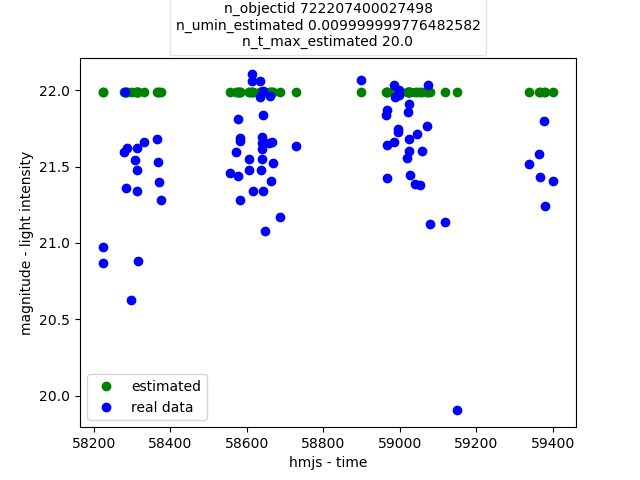 n_objectid 722207400027498
n_umin_estimated 0.009999999776482582
n_t_max_estimated 20.0
22.0
21.5
21.0
20.5
20.0
magnitude - light intensity
estimated
real data
58200 58400 58600 58800 59000 59200 59400
hmjs - time